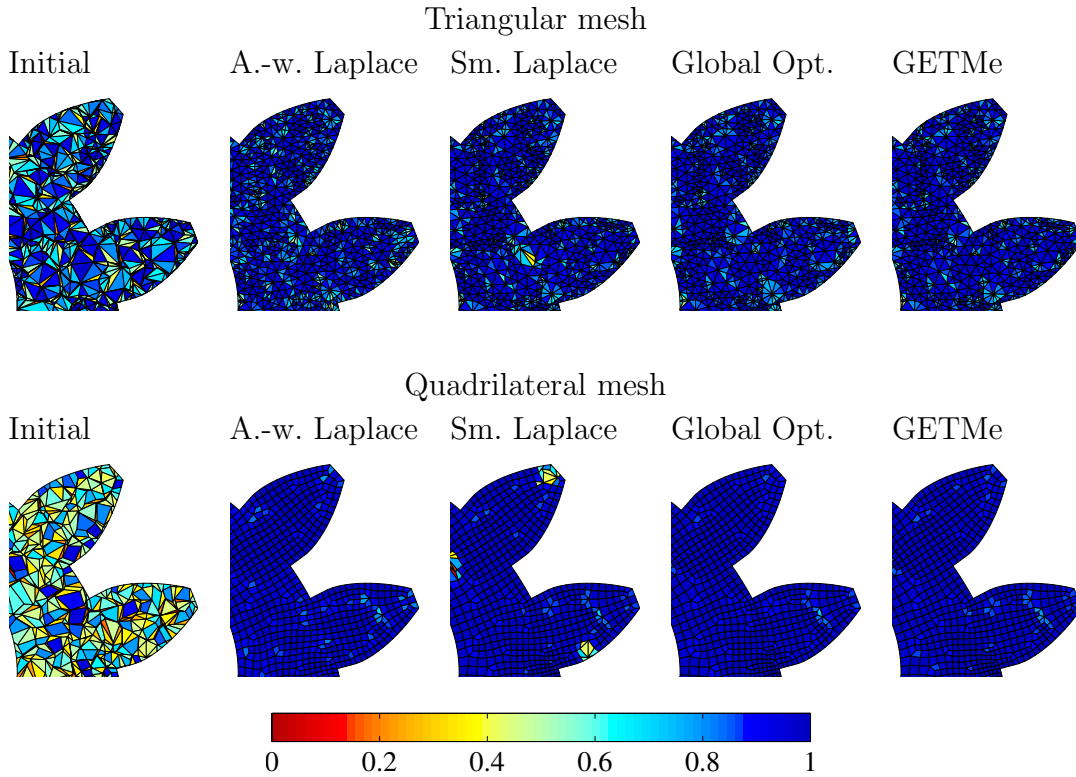 Triangular mesh
Initial A.-w. Laplace Sm. Laplace Global Opt. GETMe
Quadrilateral mesh
Initial A.-w. Laplace Sm. Laplace Global Opt. GETMe
0 0.2 0.4 0.6 0.8 1